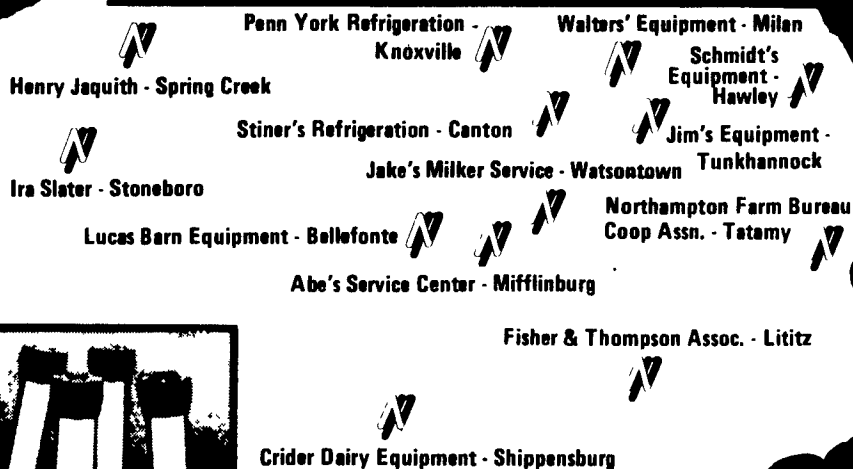 Penn York Refrigeration -
Knoxville
Walters' Equipment - Milan
Schmidt's
Equipment -
Hawley
Henry Jaquith - Spring Creek
Stiner's Refrigeration - Canton
Jim's Equipment -
Tunkhannock
Jake's Milker Service - Watsontown
Ira Slater - Stoneboro
Northampton Farm Bureau
Coop Assn. - Tatamy
Lucas Barn Equipment - Bellefonte
Abe's Service Center - Mifflinburg
Fisher & Thompson Assoc. - Lititz
Crider Dairy Equipment - Shippensburg